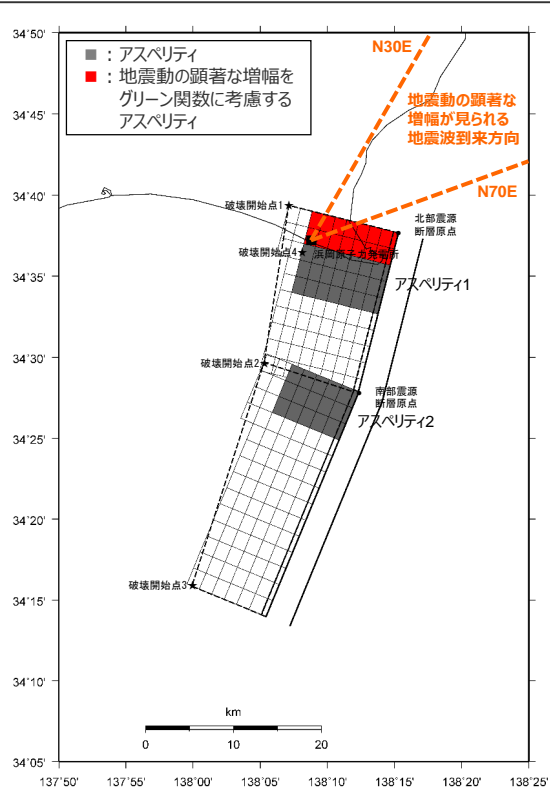 ■ : アスペリティ
■ : 地震動の顕著な増幅を
グリーン関数に考慮する
アスペリティ
N30E
地震動の顕著な
増幅が見られる
地震波到来方向
N70E
破壊開始点1
北部震源
断層原点
破壊開始点4
浜岡原子力発電所
アスペリティ1
破壊開始点2
南部震源
断層原点
アスペリティ2
破壊開始点3
km
0 10 20
34°50'
34°45'
34°40'
34°35'
34°30'
34°25'
34°20'
34°15'
34°10'
34°05'
137°50' 137°55' 138°00' 138°05' 138°10' 138°15' 138°20' 138°25'